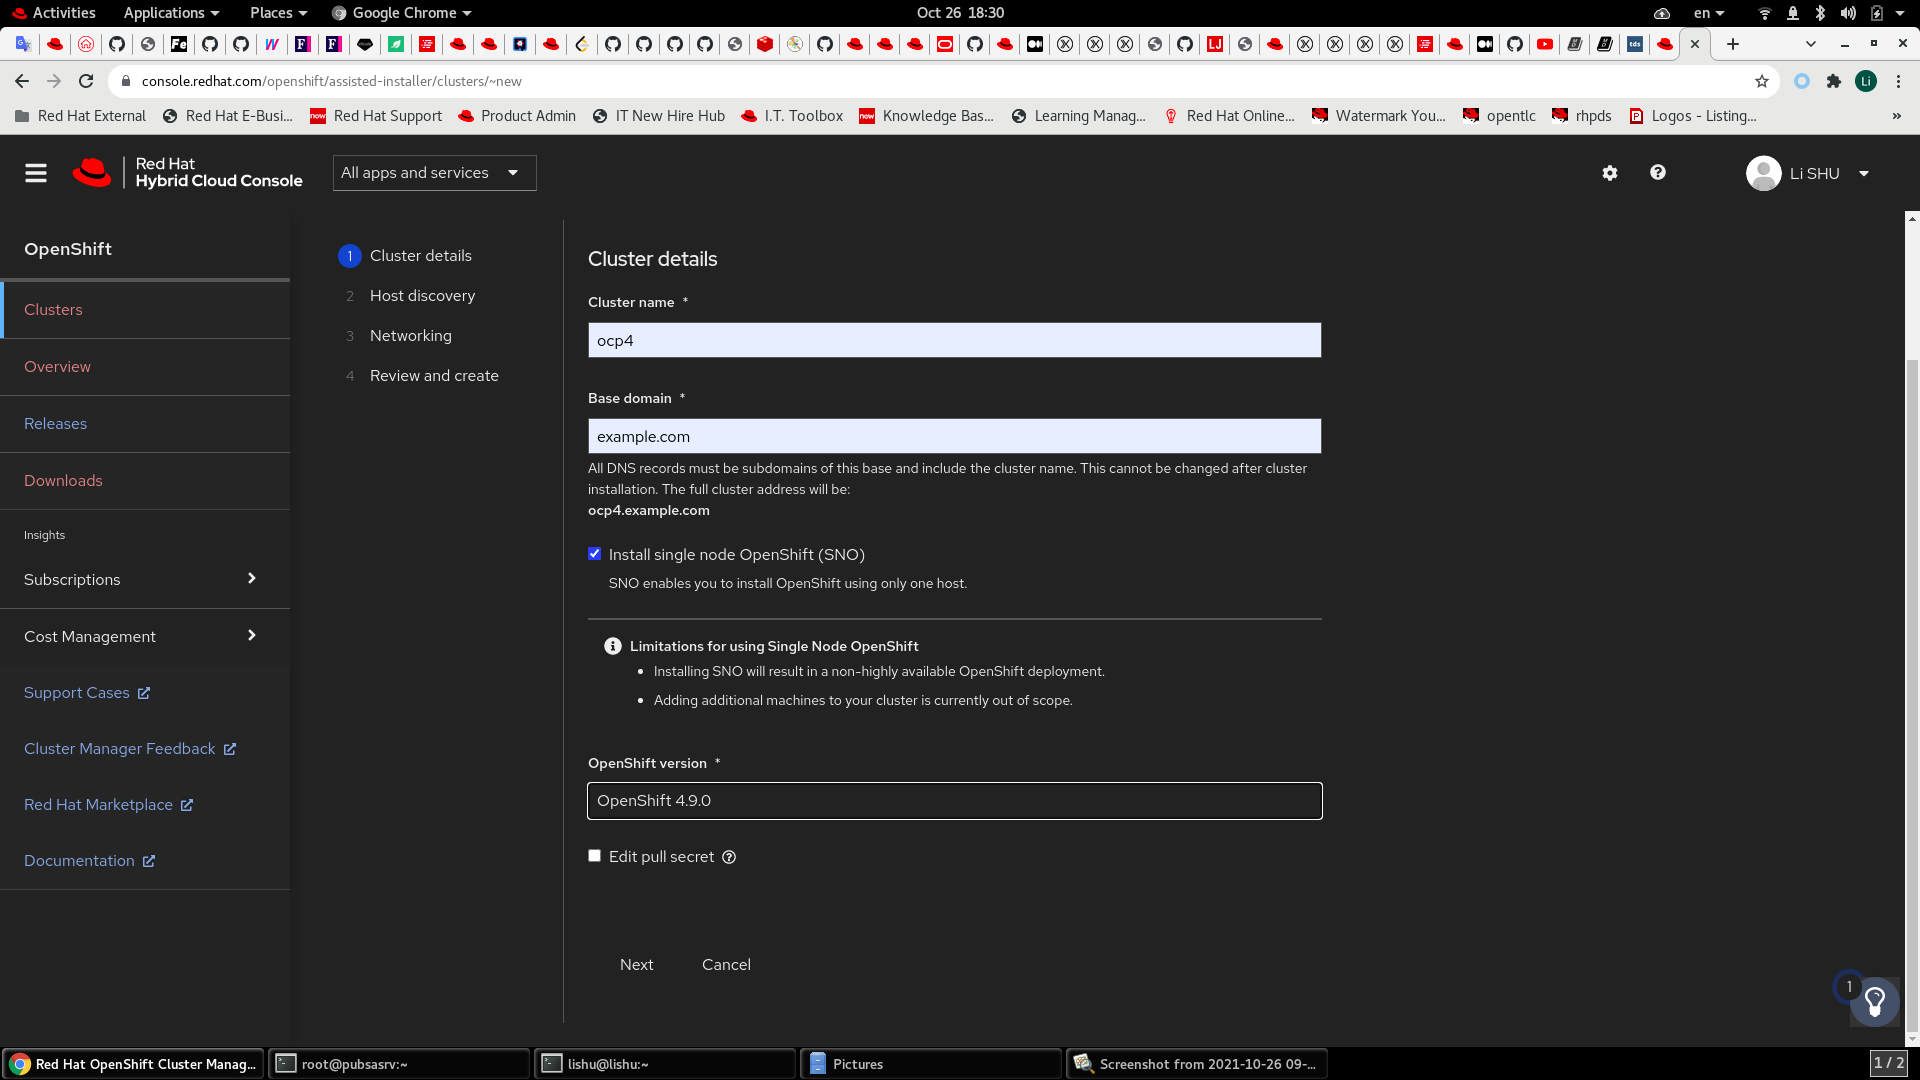 Activities Applications Places Google Chrome Oct 26 18:30 en
console.redhat.com/openshift/assisted-installer/clusters/~new Li
Red Hat External Red Hat E-Busi... Red Hat Support Product Admin IT New Hire Hub I.T. Toolbox Knowledge Bas... Learning Manag... Red Hat Online... Watermark You... opentlc rhpds Logos - Listing... »
Red Hat
Hybrid Cloud Console
All apps and services
Li SHU
OpenShift
Clusters
Overview
Releases
Downloads
Insights
Subscriptions
Cost Management
Support Cases
Cluster Manager Feedback
Red Hat Marketplace
Documentation
1 Cluster details
2 Host discovery
3 Networking
4 Review and create
Cluster details
Cluster name *
ocp4
Base domain *
example.com
All DNS records must be subdomains of this base and include the cluster name. This cannot be changed after cluster
installation. The full cluster address will be:
ocp4.example.com
Install single node OpenShift (SNO)
SNO enables you to install OpenShift using only one host.
Limitations for using Single Node OpenShift
• Installing SNO will result in a non-highly available OpenShift deployment.
• Adding additional machines to your cluster is currently out of scope.
OpenShift version *
OpenShift 4.9.0
Edit pull secret
Next Cancel
1
Red Hat OpenShift Cluster Manag... root@pubsasrv:~ lishu@lishu:~ Pictures Screenshot from 2021-10-26 09-... 1 / 2